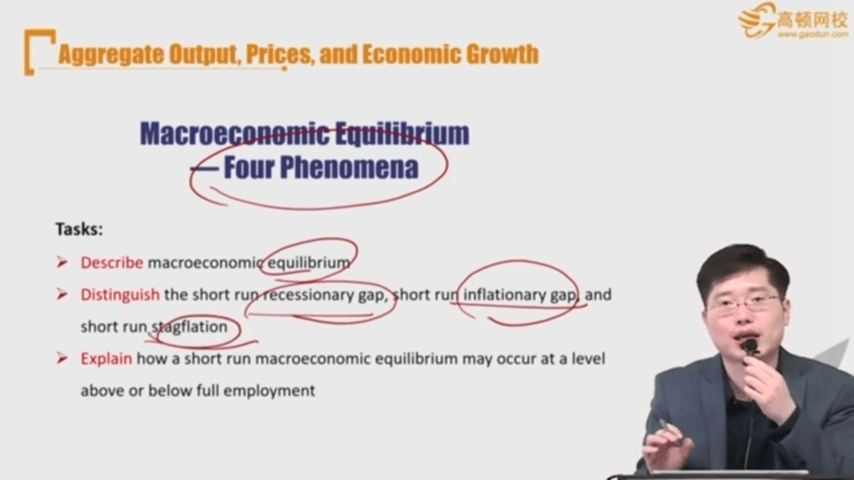 高顿网校
www.gaodun.com
Aggregate Output, Prices, and Economic Growth
Macroeconomic Equilibrium
— Four Phenomena
Tasks:
➢ Describe macroeconomic equilibrium
➢ Distinguish the short run recessionary gap, short run inflationary gap, and
short run stagflation
➢ Explain how a short run macroeconomic equilibrium may occur at a level
above or below full employment